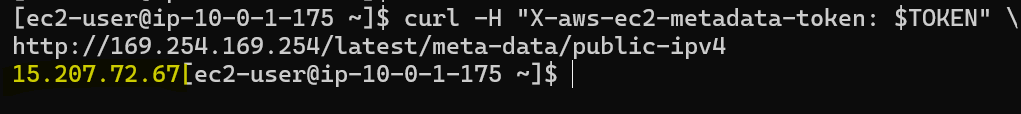 [ec2-user@ip-10-0-1-175 ~]$ curl -H "X-aws-ec2-metadata-token: $TOKEN" \
http://169.254.169.254/latest/meta-data/public-ipv4
15.207.72.67[ec2-user@ip-10-0-1-175 ~]$